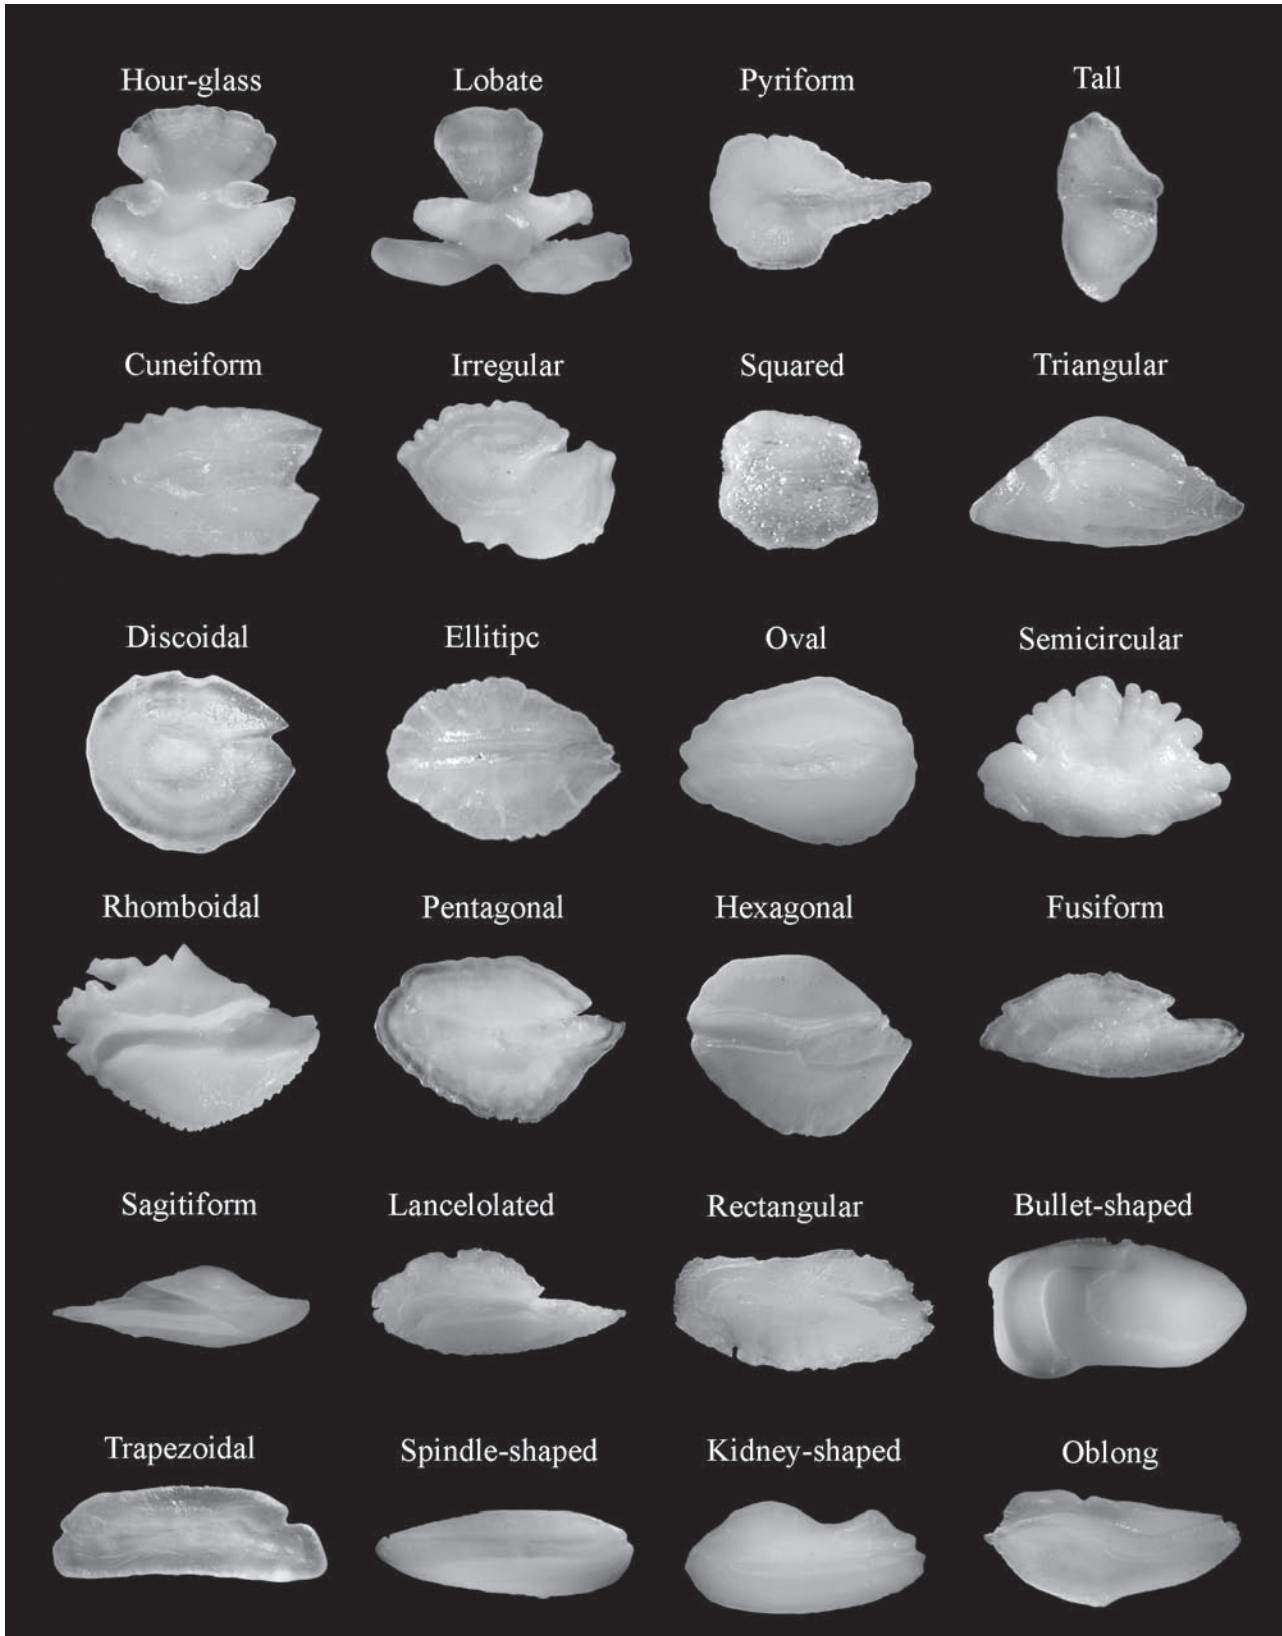 Hour-glass
Lobate
Pyriform
Tall
Cuneiform
Irregular
Squared
Triangular
Discoidal
Ellitipc
Oval
Semicircular
Rhomboidal
Pentagonal
Hexagonal
Fusiform
Sagitiform
Lancelolated
Rectangular
Bullet-shaped
Trapezoidal
Spindle-shaped
Kidney-shaped
Oblong